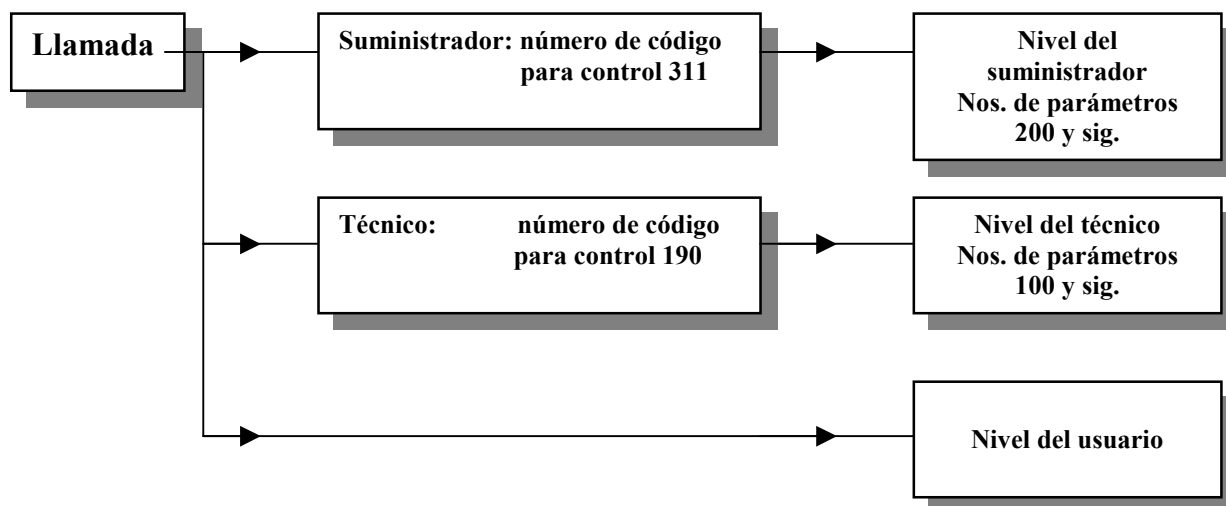 Llamada
Suministrador: número de código
para control 311
Nivel del
suministrador
Nos. de parámetros
200 y sig.
Técnico: número de código
para control 190
Nivel del técnico
Nos. de parámetros
100 y sig.
Nivel del usuario